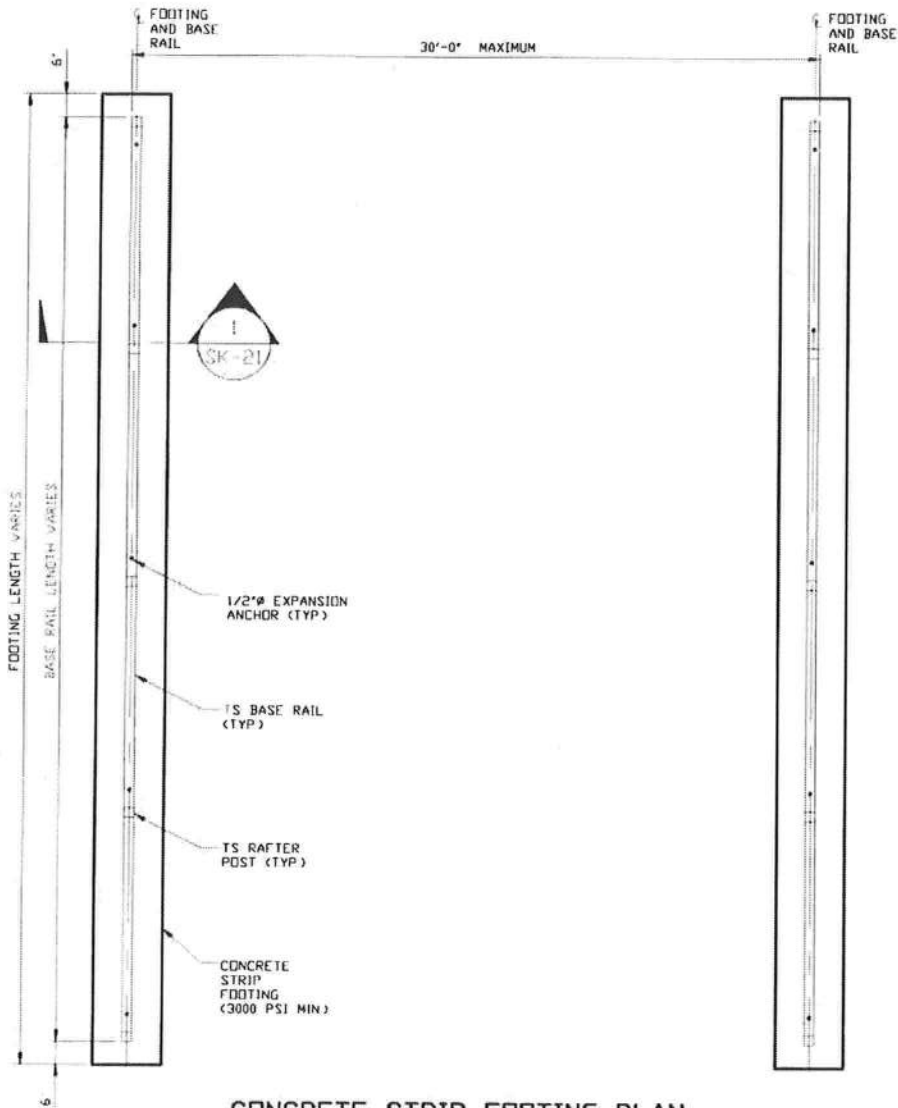 ℄ FOOTING
AND BASE
RAIL
℄ FOOTING
AND BASE
RAIL
30'-0" MAXIMUM
6"
1
SK-21
FOOTING LENGTH VARIES
BASE RAIL LENGTH VARIES
1/2"Ø EXPANSION
ANCHOR (TYP)
TS BASE RAIL
(TYP)
TS RAFTER
POST (TYP)
CONCRETE
STRIP
FOOTING
(3000 PSI MIN)
6"
CONCRETE STRIP FOOTING PLAN